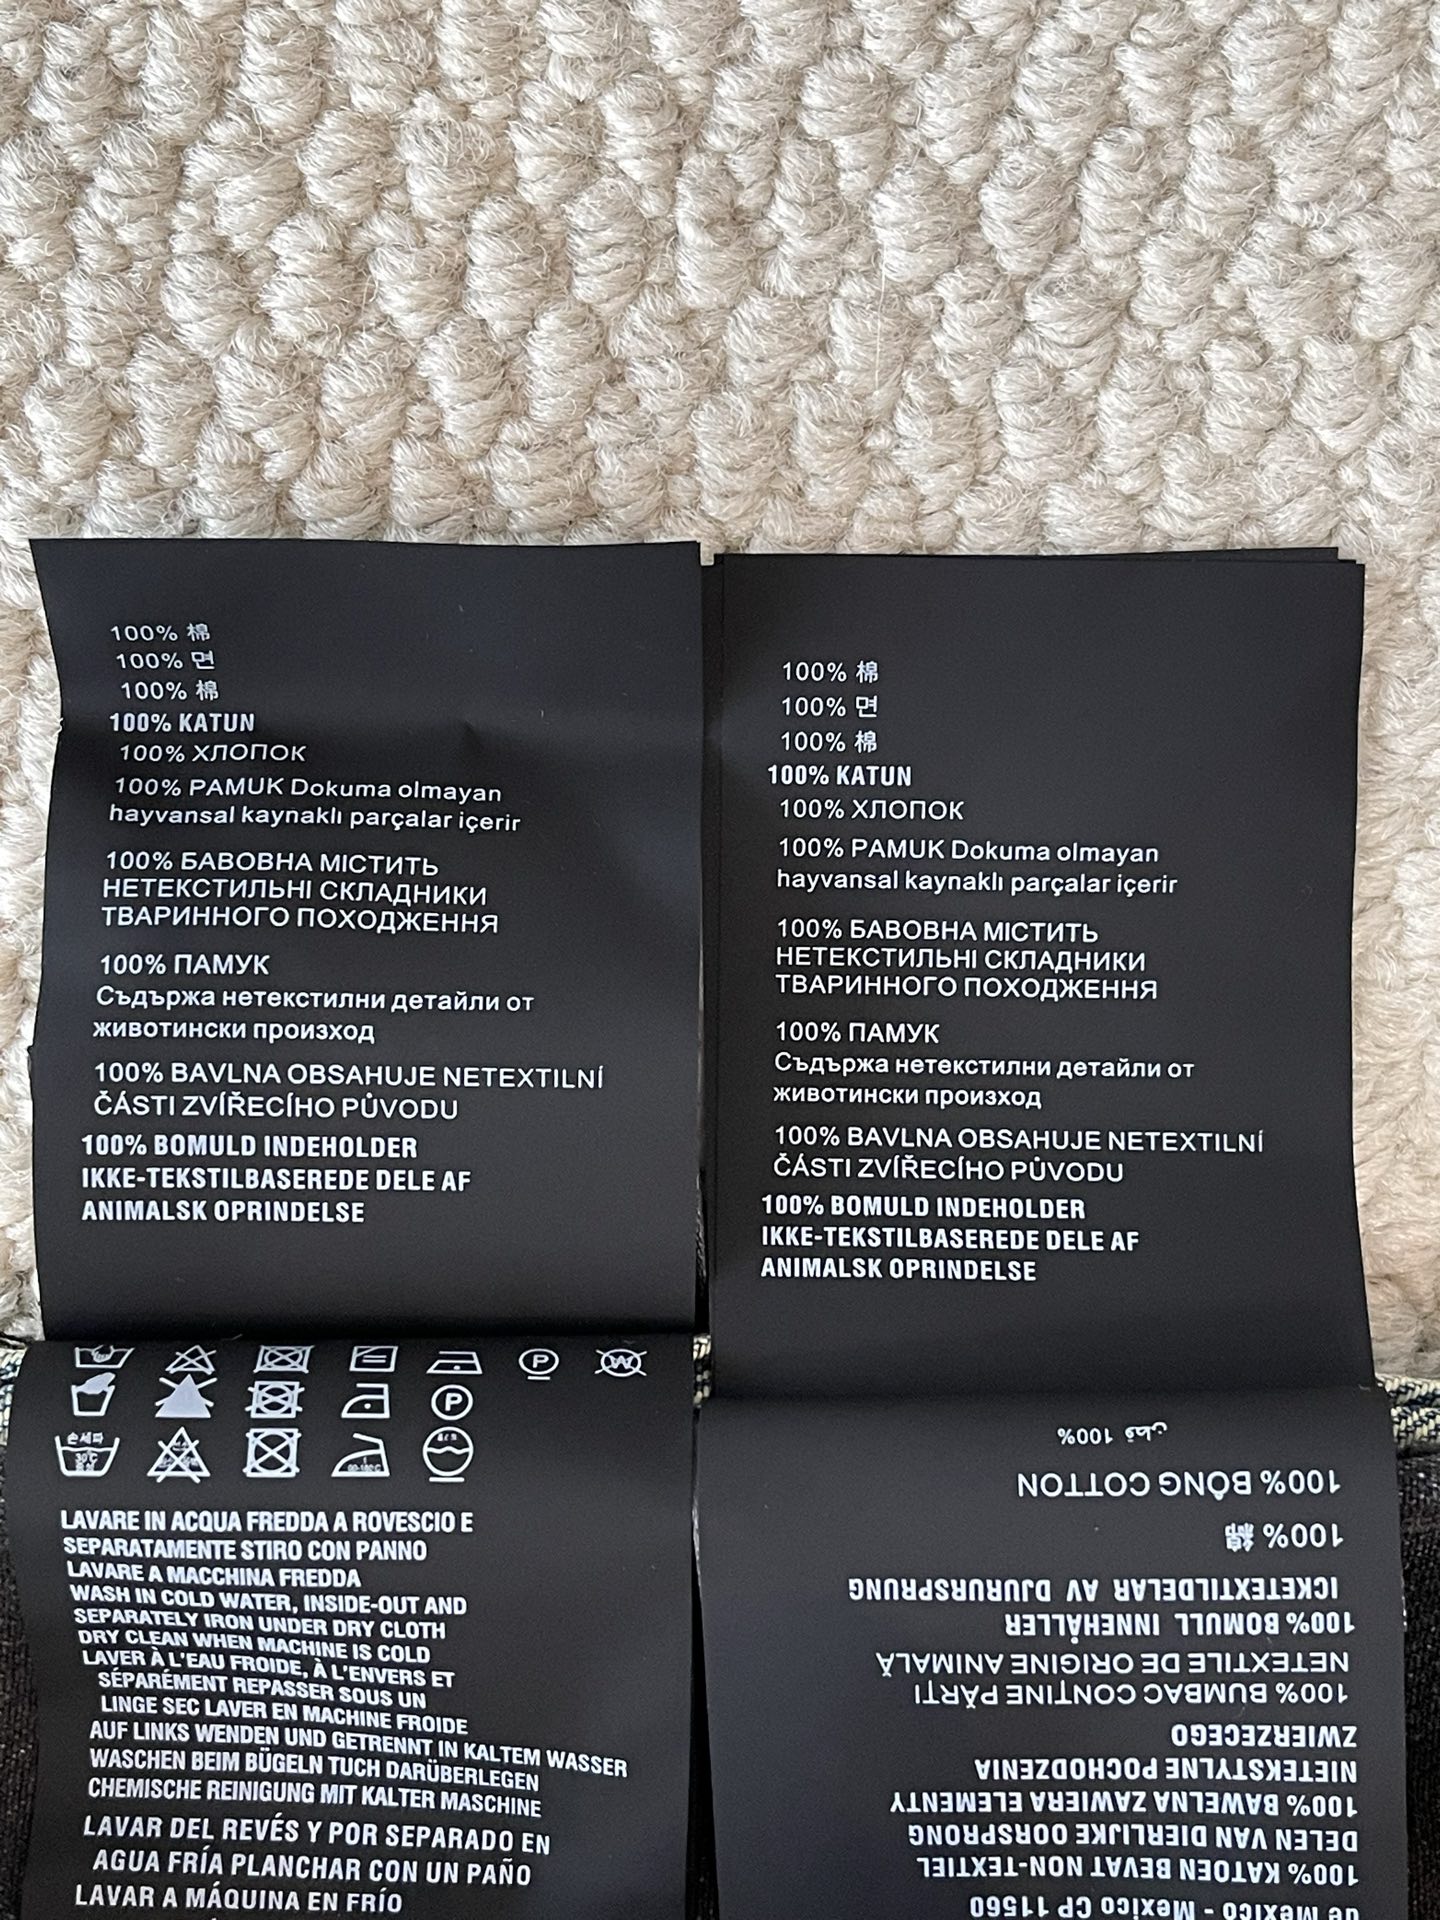 100% 棉
100% 면
100% 棉
100% KATUN
100% ХЛОПОК
100% PAMUK Dokuma olmayan
hayvansal kaynaklı parçalar içerir
100% БАВОВНА МІСТИТЬ
НЕТЕКСТИЛЬНІ СКЛАДНИКИ
ТВАРИННОГО ПОХОДЖЕННЯ
100% ПАМУК
Съдържа нетекстилни детайли от
животински произход
100% BAVLNA OBSAHUJE NETEXTILNÍ
ČÁSTI ZVÍŘECÍHO PŮVODU
100% BOMULD INDEHOLDER
IKKE-TEKSTILBASEREDE DELE AF
ANIMALSK OPRINDELSE
100% 棉
100% 면
100% 棉
100% KATUN
100% ХЛОПОК
100% PAMUK Dokuma olmayan
hayvansal kaynaklı parçalar içerir
100% БАВОВНА МІСТИТЬ
НЕТЕКСТИЛЬНІ СКЛАДНИКИ
ТВАРИННОГО ПОХОДЖЕННЯ
100% ПАМУК
Съдържа нетекстилни детайли от
животински произход
100% BAVLNA OBSAHUJE NETEXTILNÍ
ČÁSTI ZVÍŘECÍHO PŮVODU
100% BOMULD INDEHOLDER
IKKE-TEKSTILBASEREDE DELE AF
ANIMALSK OPRINDELSE
P
W
P
손세탁
30°C
LAVARE IN ACQUA FREDDA A ROVESCIO E
SEPARATAMENTE STIRO CON PANNO
LAVARE A MACCHINA FREDDA
WASH IN COLD WATER, INSIDE-OUT AND
SEPARATELY IRON UNDER DRY CLOTH
DRY CLEAN WHEN MACHINE IS COLD
LAVER À L'EAU FROIDE, À L'ENVERS ET
SÉPARÉMENT REPASSER SOUS UN
LINGE SEC LAVER EN MACHINE FROIDE
AUF LINKS WENDEN UND GETRENNT IN KALTEM WASSER
WASCHEN BEIM BÜGELN TUCH DARÜBERLEGEN
CHEMISCHE REINIGUNG MIT KALTER MASCHINE
LAVAR DEL REVÉS Y POR SEPARADO EN
AGUA FRÍA PLANCHAR CON UN PAÑO
LAVAR A MÁQUINA EN FRÍO
de Mexico - Mexico CP 11560
100% KATOEN BEVAT NON-TEXTIEL
DELEN VAN DIERLIJKE OORSPRONG
100% BAWELNA ZAWIERA ELEMENTY
NIETEKSTYLNE POCHODZENIA
ZWIERZECEGO
100% BUMBAC CONȚINE PĂRȚI
NETEXTILE DE ORIGINE ANIMALĂ
100% BOMULL INNEHÅLLER
ICKETEXTILDELAR AV DJURURSPRUNG
100% 綿
100% BÔNG COTTON
100% قطن